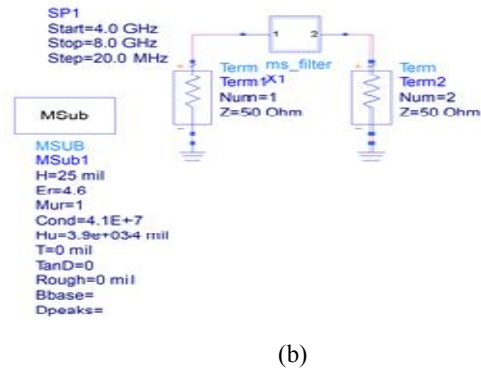 SP1
Start=4.0 GHz
Stop=8.0 GHz
Step=20.0 MHz
1 2
Term ms_filter Term
Term1 X1 Term2
Num=1 Num=2
Z=50 Ohm Z=50 Ohm
MSub
MSUB
MSub1
H=25 mil
Er=4.6
Mur=1
Cond=4.1E+7
Hu=3.9e+034 mil
T=0 mil
TanD=0
Rough=0 mil
Bbase=
Dpeaks=
(b)